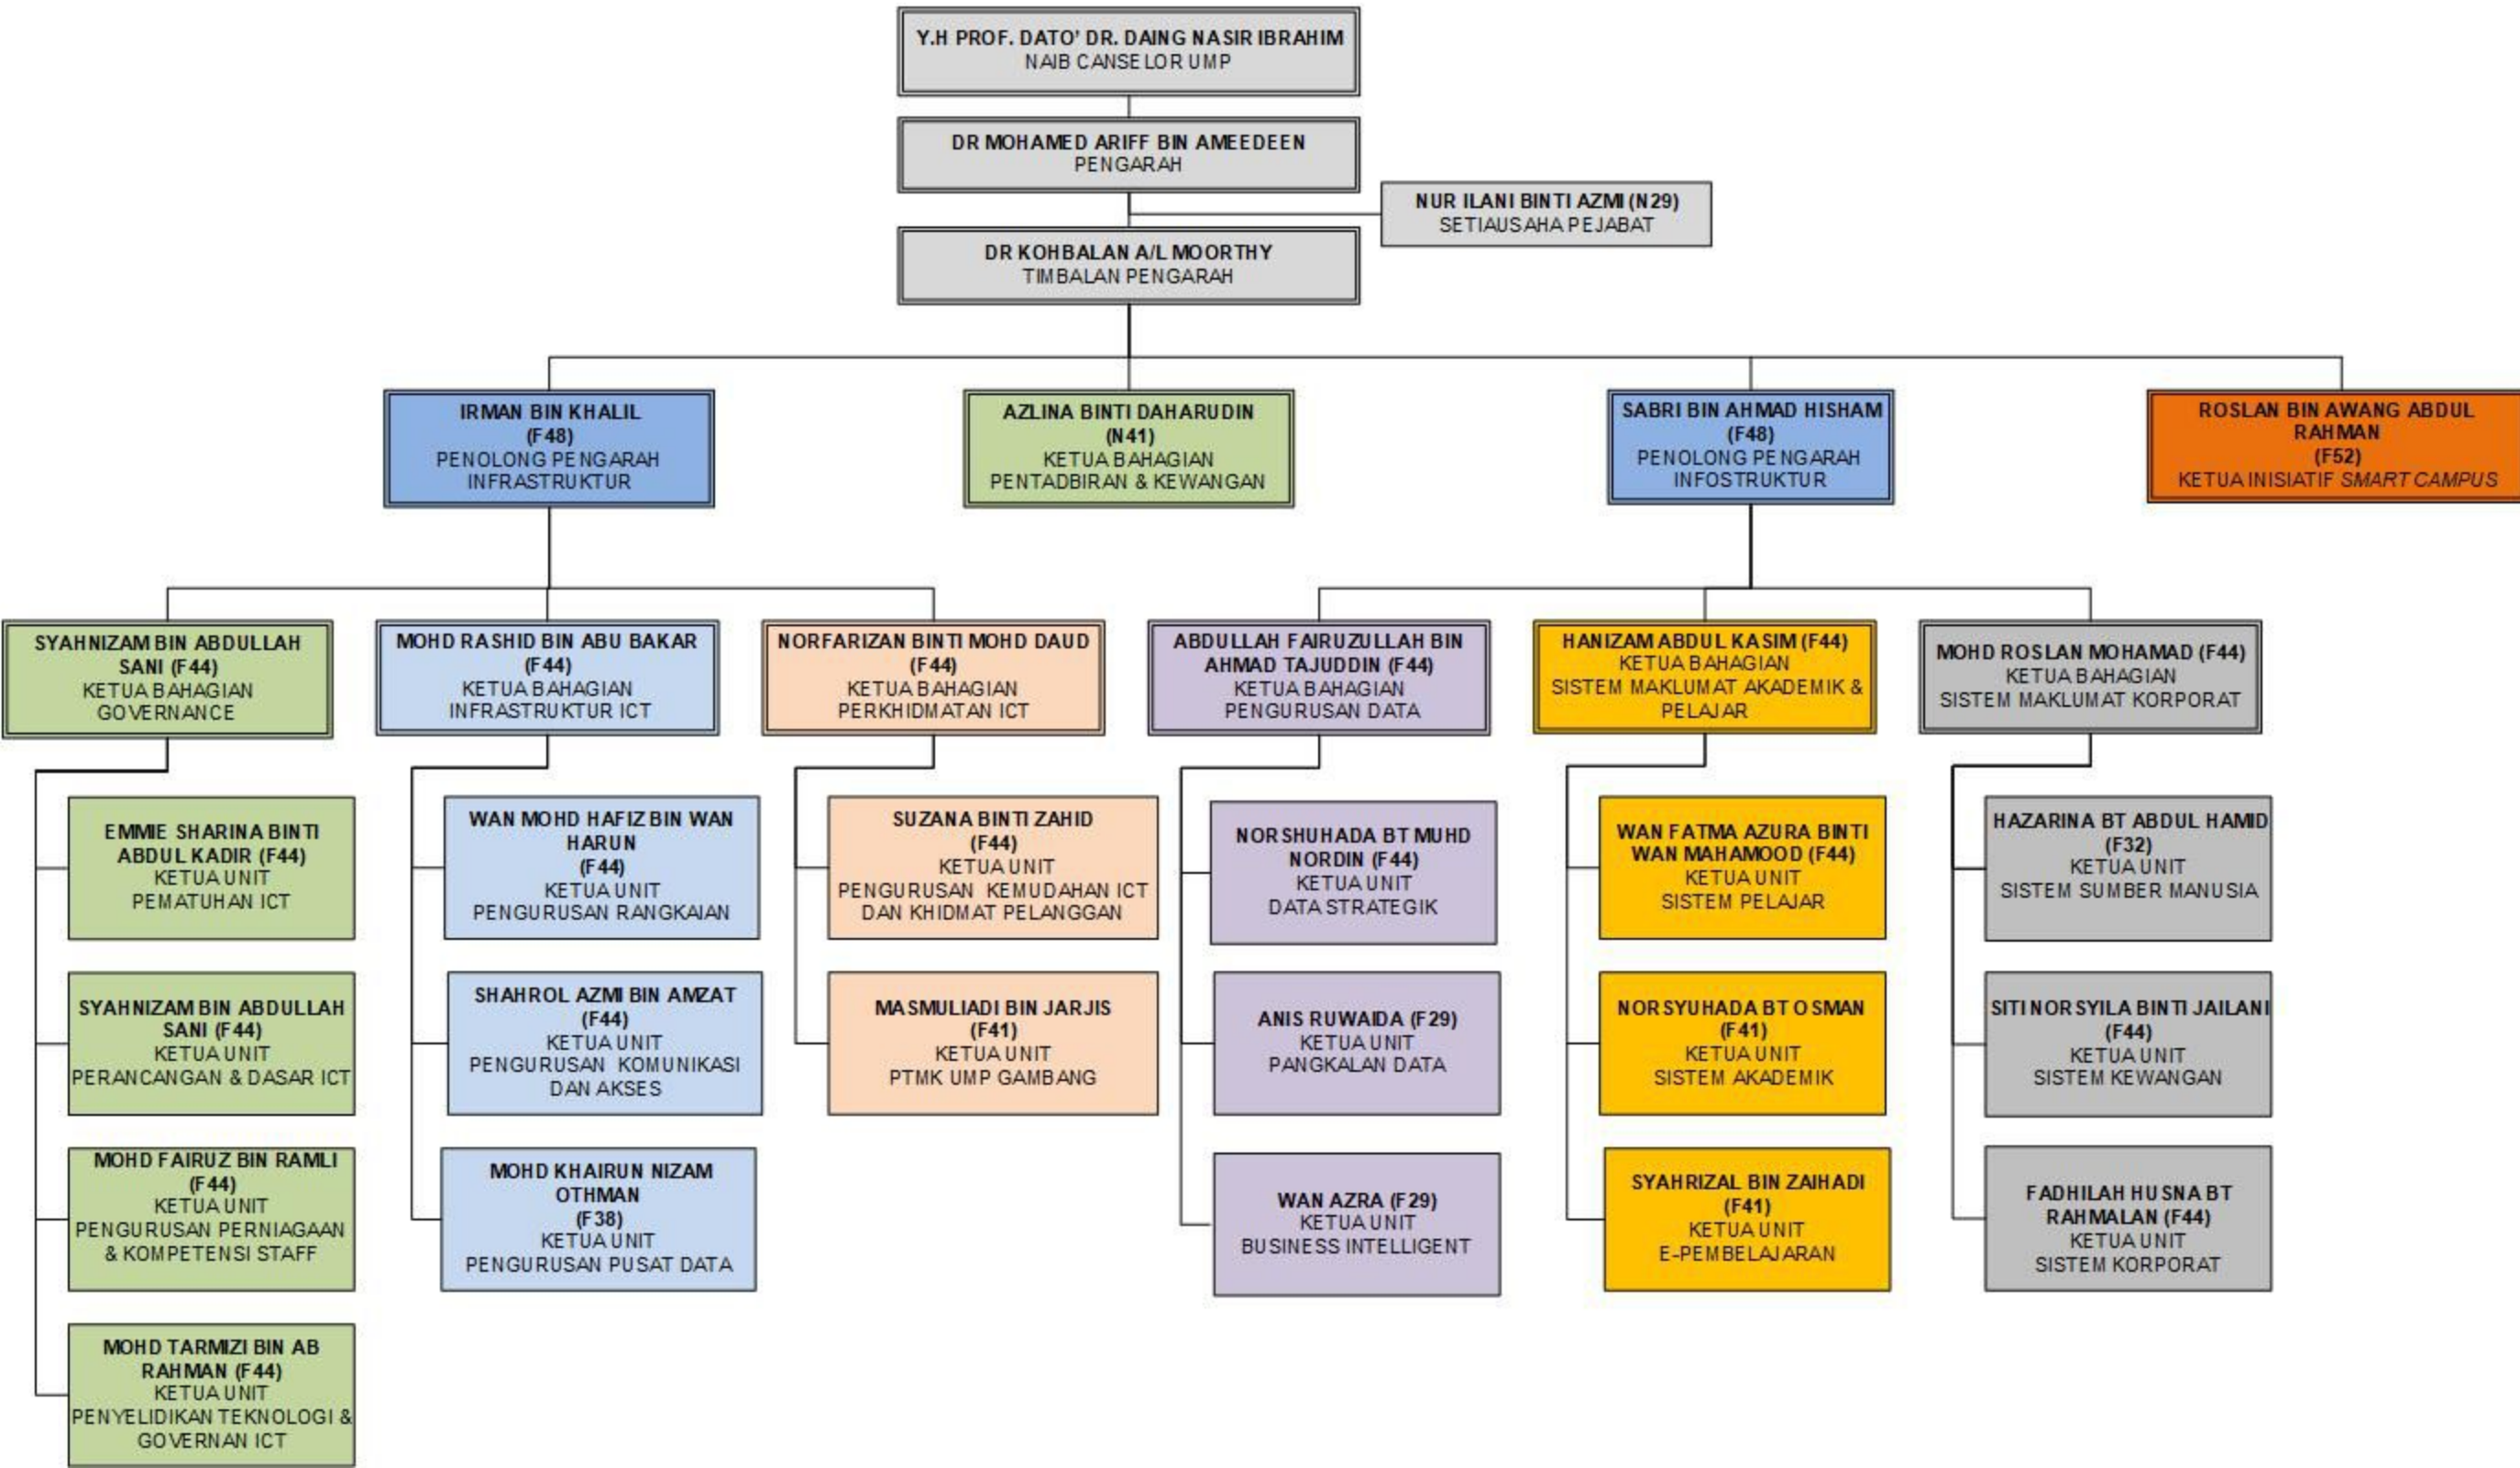 Y.H PROF. DATO' DR. DAING NASIR IBRAHIM
NAIB CANSELOR UMP
DR MOHAMED ARIFF BIN AMEEDEEN
PENGARAH
NUR ILANI BINTI AZMI (N29)
SETIAUSAHA PEJABAT
DR KOHBALAN A/L MOORTHY
TIMBALAN PENGARAH
IRMAN BIN KHALIL
(F48)
PENOLONG PENGARAH
INFRASTRUKTUR
AZLINA BINTI DAHARUDIN
(N41)
KETUA BAHAGIAN
PENTADBIRAN & KEWANGAN
SABRI BIN AHMAD HISHAM
(F48)
PENOLONG PENGARAH
INFOSTRUKTUR
ROSLAN BIN AWANG ABDUL
RAHMAN
(F52)
KETUA INISIATIF SMART CAMPUS
SYAHNIZAM BIN ABDULLAH
SANI (F44)
KETUA BAHAGIAN
GOVERNANCE
MOHD RASHID BIN ABU BAKAR
(F44)
KETUA BAHAGIAN
INFRASTRUKTUR ICT
NORFARIZAN BINTI MOHD DAUD
(F44)
KETUA BAHAGIAN
PERKHIDMATAN ICT
ABDULLAH FAIRUZULLAH BIN
AHMAD TAJUDDIN (F44)
KETUA BAHAGIAN
PENGURUSAN DATA
HANIZAM ABDUL KASIM (F44)
KETUA BAHAGIAN
SISTEM MAKLUMAT AKADEMIK &
PELAJAR
MOHD ROSLAN MOHAMAD (F44)
KETUA BAHAGIAN
SISTEM MAKLUMAT KORPORAT
EMMIE SHARINA BINTI
ABDUL KADIR (F44)
KETUA UNIT
PEMATUHAN ICT
WAN MOHD HAFIZ BIN WAN
HARUN
(F44)
KETUA UNIT
PENGURUSAN RANGKAIAN
SUZANA BINTI ZAHID
(F44)
KETUA UNIT
PENGURUSAN KEMUDAHAN ICT
DAN KHIDMAT PELANGGAN
NORSHUHADA BT MUHD
NORDIN (F44)
KETUA UNIT
DATA STRATEGIK
WAN FATMA AZURA BINTI
WAN MAHAMOOD (F44)
KETUA UNIT
SISTEM PELAJAR
HAZARINA BT ABDUL HAMID
(F32)
KETUA UNIT
SISTEM SUMBER MANUSIA
SYAHNIZAM BIN ABDULLAH
SANI (F44)
KETUA UNIT
PERANCANGAN & DASAR ICT
SHAHROL AZMI BIN AMZAT
(F44)
KETUA UNIT
PENGURUSAN KOMUNIKASI
DAN AKSES
MASMULIADI BIN JARJIS
(F41)
KETUA UNIT
PTMK UMP GAMBANG
ANIS RUWAIDA (F29)
KETUA UNIT
PANGKALAN DATA
NORSYUHADA BT OSMAN
(F41)
KETUA UNIT
SISTEM AKADEMIK
SITI NORSYILA BINTI JAILANI
(F44)
KETUA UNIT
SISTEM KEWANGAN
MOHD FAIRUZ BIN RAMLI
(F44)
KETUA UNIT
PENGURUSAN PERNIAGAAN
& KOMPETENSI STAFF
MOHD KHAIRUN NIZAM
OTHMAN
(F38)
KETUA UNIT
PENGURUSAN PUSAT DATA
WAN AZRA (F29)
KETUA UNIT
BUSINESS INTELLIGENT
SYAHRIZAL BIN ZAIHADI
(F41)
KETUA UNIT
E-PEMBELAJARAN
FADHILAH HUSNA BT
RAHMALAN (F44)
KETUA UNIT
SISTEM KORPORAT
MOHD TARMIZI BIN AB
RAHMAN (F44)
KETUA UNIT
PENYELIDIKAN TEKNOLOGI &
GOVERNAN ICT